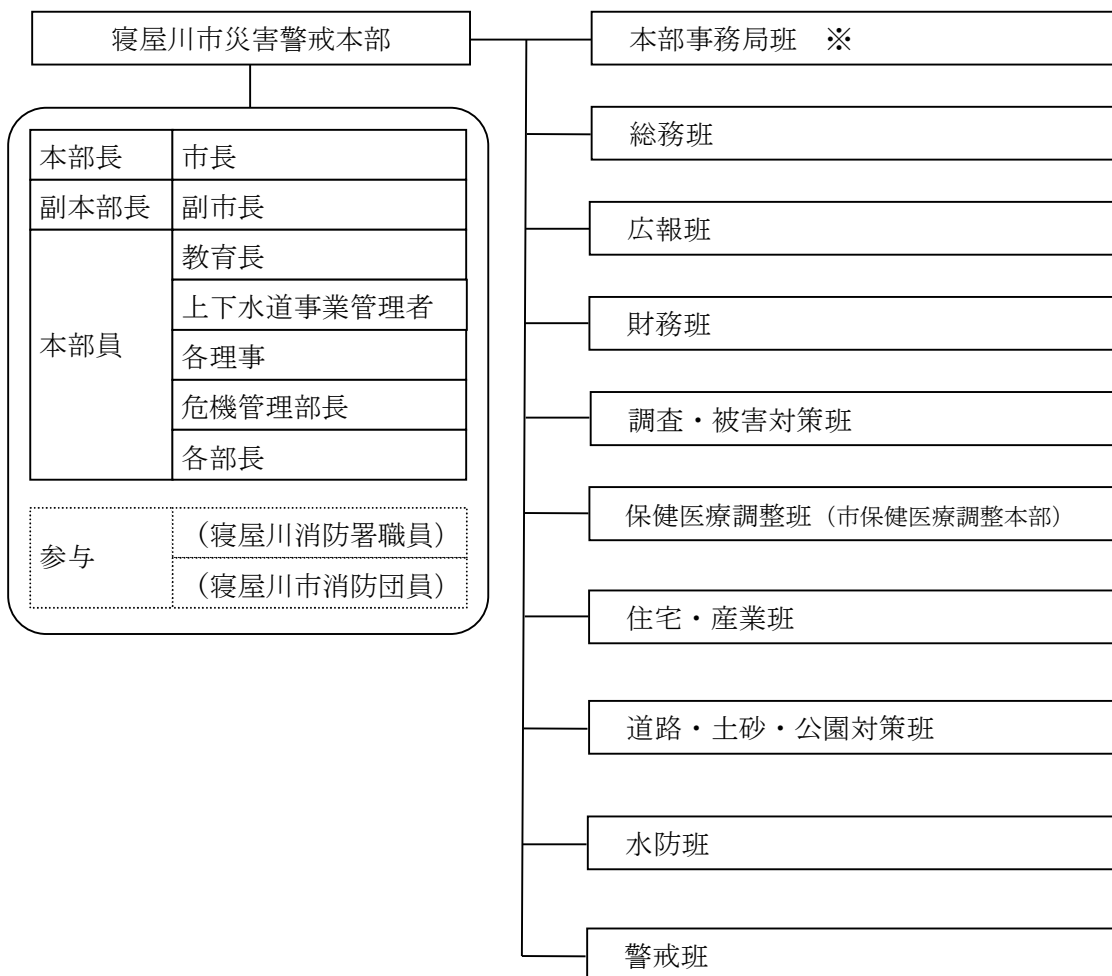 寝屋川市災害警戒本部
本部長 市長
副本部長 副市長
本部員 教育長
上下水道事業管理者
各理事
危機管理部長
各部長
参与 （寝屋川消防署職員）
（寝屋川市消防団員）
本部事務局班　※
総務班
広報班
財務班
調査・被害対策班
保健医療調整班（市保健医療調整本部）
住宅・産業班
道路・土砂・公園対策班
水防班
警戒班